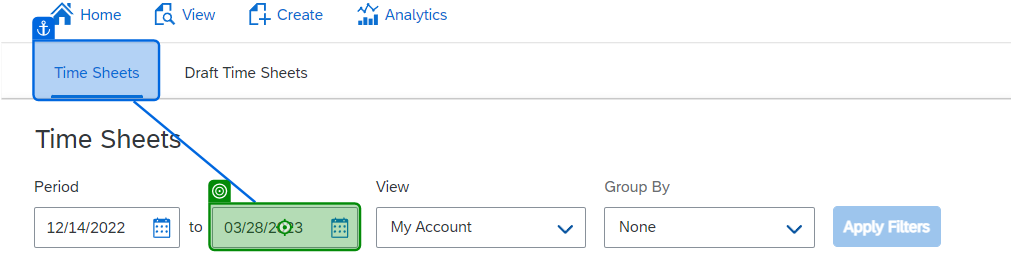 Home View Create Analytics
Time Sheets Draft Time Sheets
Time Sheets
Period View Group By
12/14/2022 to 03/28/2023 My Account None Apply Filters